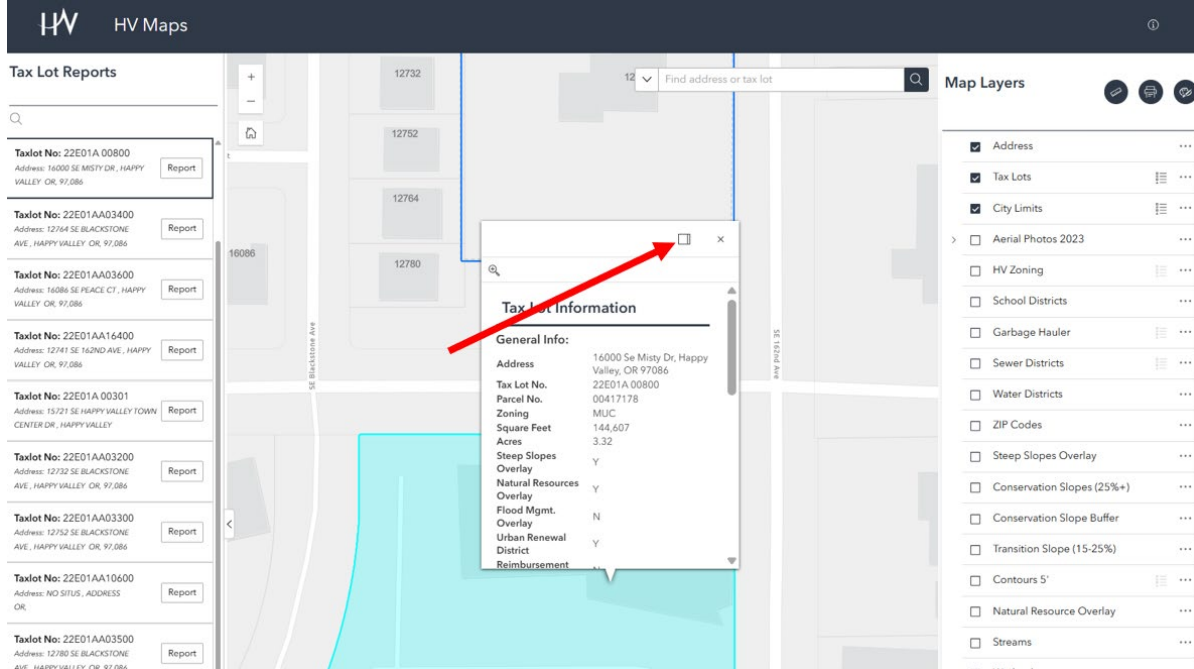 HV HV Maps
Tax Lot Reports
Taxlot No: 22E01A 00800
Address: 16000 SE MISTY DR , HAPPY
VALLEY OR, 97,086
Report
Taxlot No: 22E01AA03400
Address: 12764 SE BLACKSTONE
AVE , HAPPY VALLEY OR, 97,086
Report
Taxlot No: 22E01AA03600
Address: 16086 SE PEACE CT , HAPPY
VALLEY OR, 97,086
Report
Taxlot No: 22E01AA16400
Address: 12741 SE 162ND AVE , HAPPY
VALLEY OR, 97,086
Report
Taxlot No: 22E01A 00301
Address: 15721 SE HAPPY VALLEY TOWN
CENTER DR , HAPPY VALLEY
Report
Taxlot No: 22E01AA03200
Address: 12732 SE BLACKSTONE
AVE , HAPPY VALLEY OR, 97,086
Report
Taxlot No: 22E01AA03300
Address: 12752 SE BLACKSTONE
AVE , HAPPY VALLEY OR, 97,086
Report
Taxlot No: 22E01AA10600
Address: NO SITUS , ADDRESS
OR,
Report
Taxlot No: 22E01AA03500
Address: 12780 SE BLACKSTONE
AVE , HAPPY VALLEY OR, 97,086
Report
12732
12752
12764
12780
16086
SE Blackstone Ave
SE 162nd Ave
Find address or tax lot
Tax Lot Information
General Info:
Address 16000 Se Misty Dr, Happy
Valley, OR 97086
Tax Lot No. 22E01A 00800
Parcel No. 00417178
Zoning MUC
Square Feet 144,607
Acres 3.32
Steep Slopes
Overlay Y
Natural Resources
Overlay Y
Flood Mgmt.
Overlay N
Urban Renewal
District Y
Reimbursement
Map Layers
Address
Tax Lots
City Limits
Aerial Photos 2023
HV Zoning
School Districts
Garbage Hauler
Sewer Districts
Water Districts
ZIP Codes
Steep Slopes Overlay
Conservation Slopes (25%+)
Conservation Slope Buffer
Transition Slope (15-25%)
Contours 5'
Natural Resource Overlay
Streams